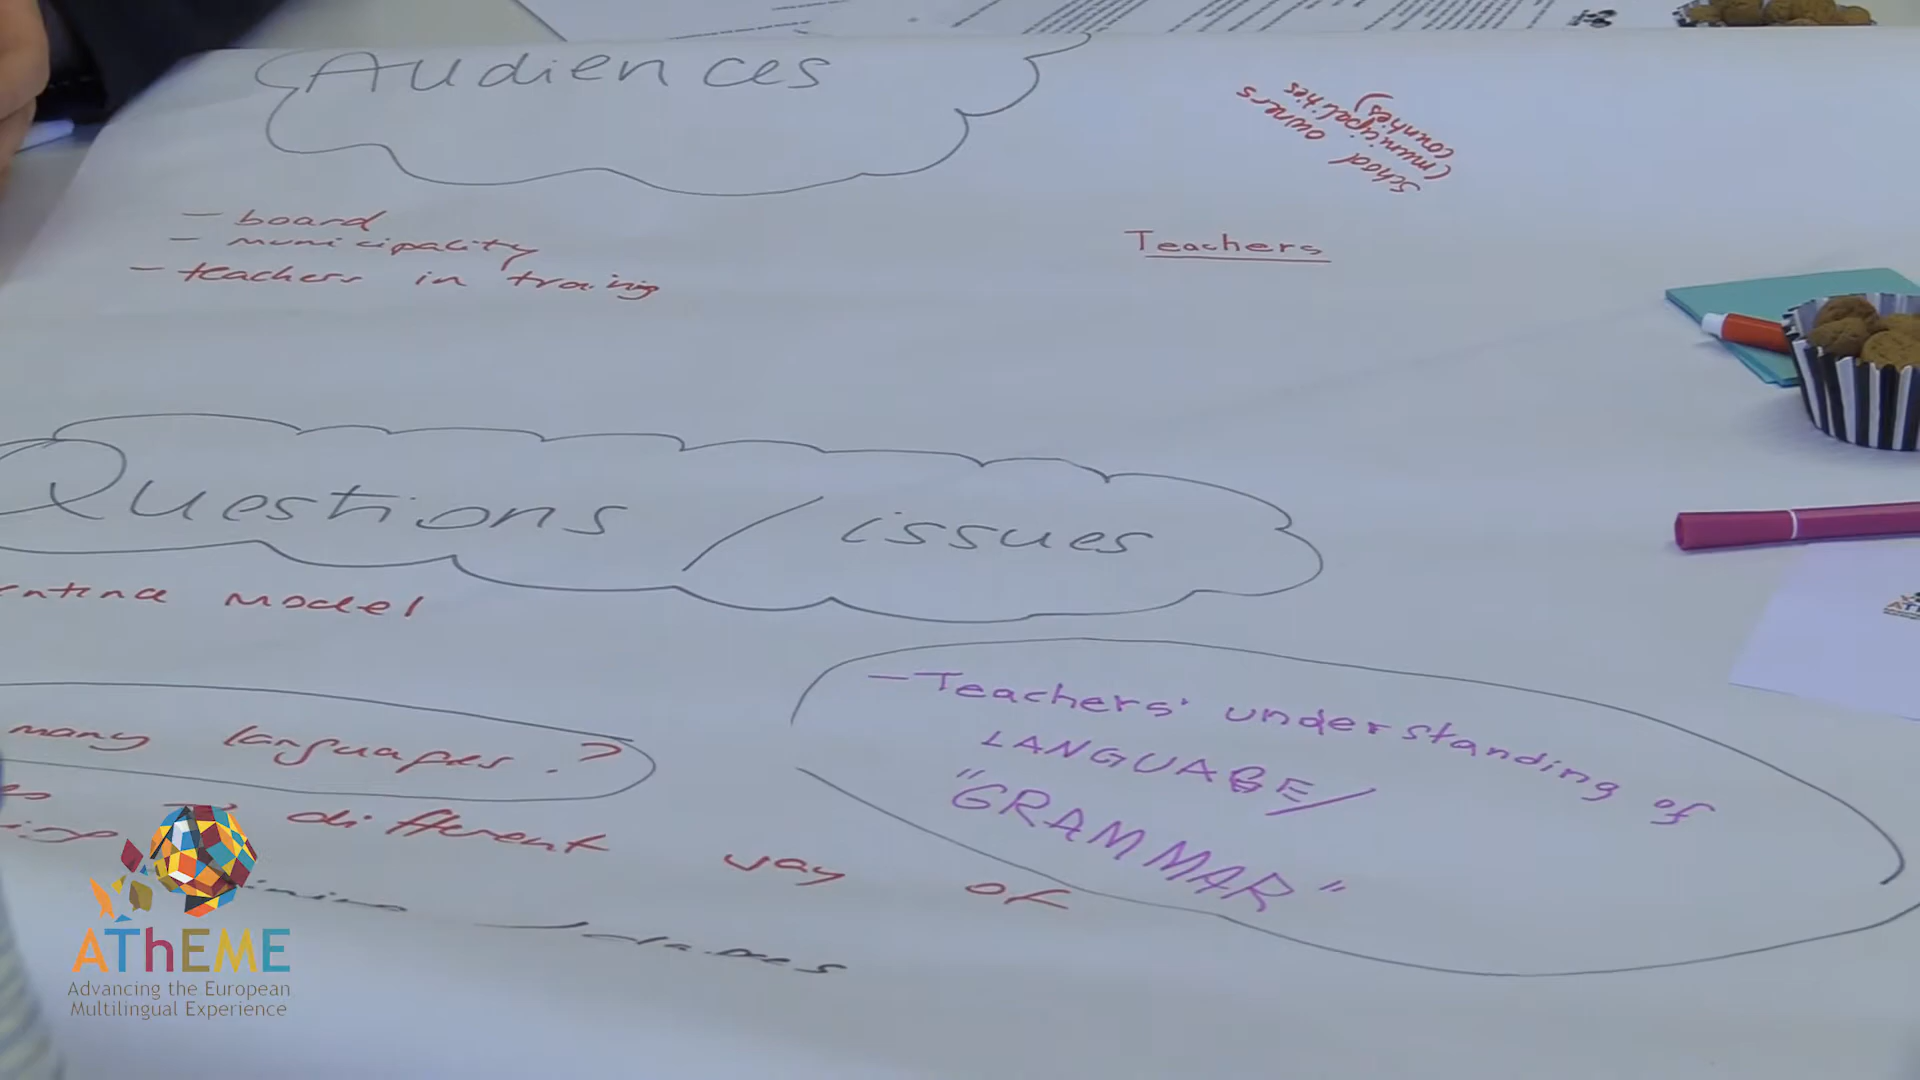 Audiences
school owners
(municipalities
counties)
– board
– municipality
– teachers in training
Teachers
Questions / issues
model
– Teachers' understanding of
LANGUAGE/
"GRAMMAR"
many languages?
different way of
AThEME
Advancing the European
Multilingual Experience